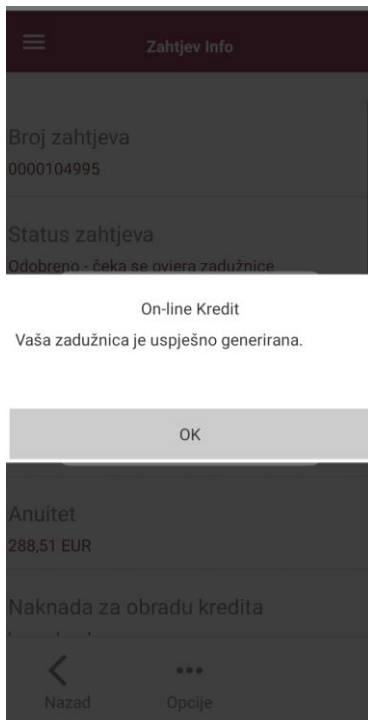 Zahtjev Info
Broj zahtjeva
0000104995
Status zahtjeva
Odobreno - čeka se ovjera zadužnice
On-line Kredit
Vaša zadužnica je uspješno generirana.
OK
Anuitet
288,51 EUR
Naknada za obradu kredita
Nazad
Opcije